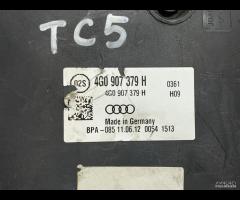 TC5
02S 4G0 907 379 H 0361
4G0 907 379 H H09
Made in Germany
BPA-085 11.06.12 0054 1513